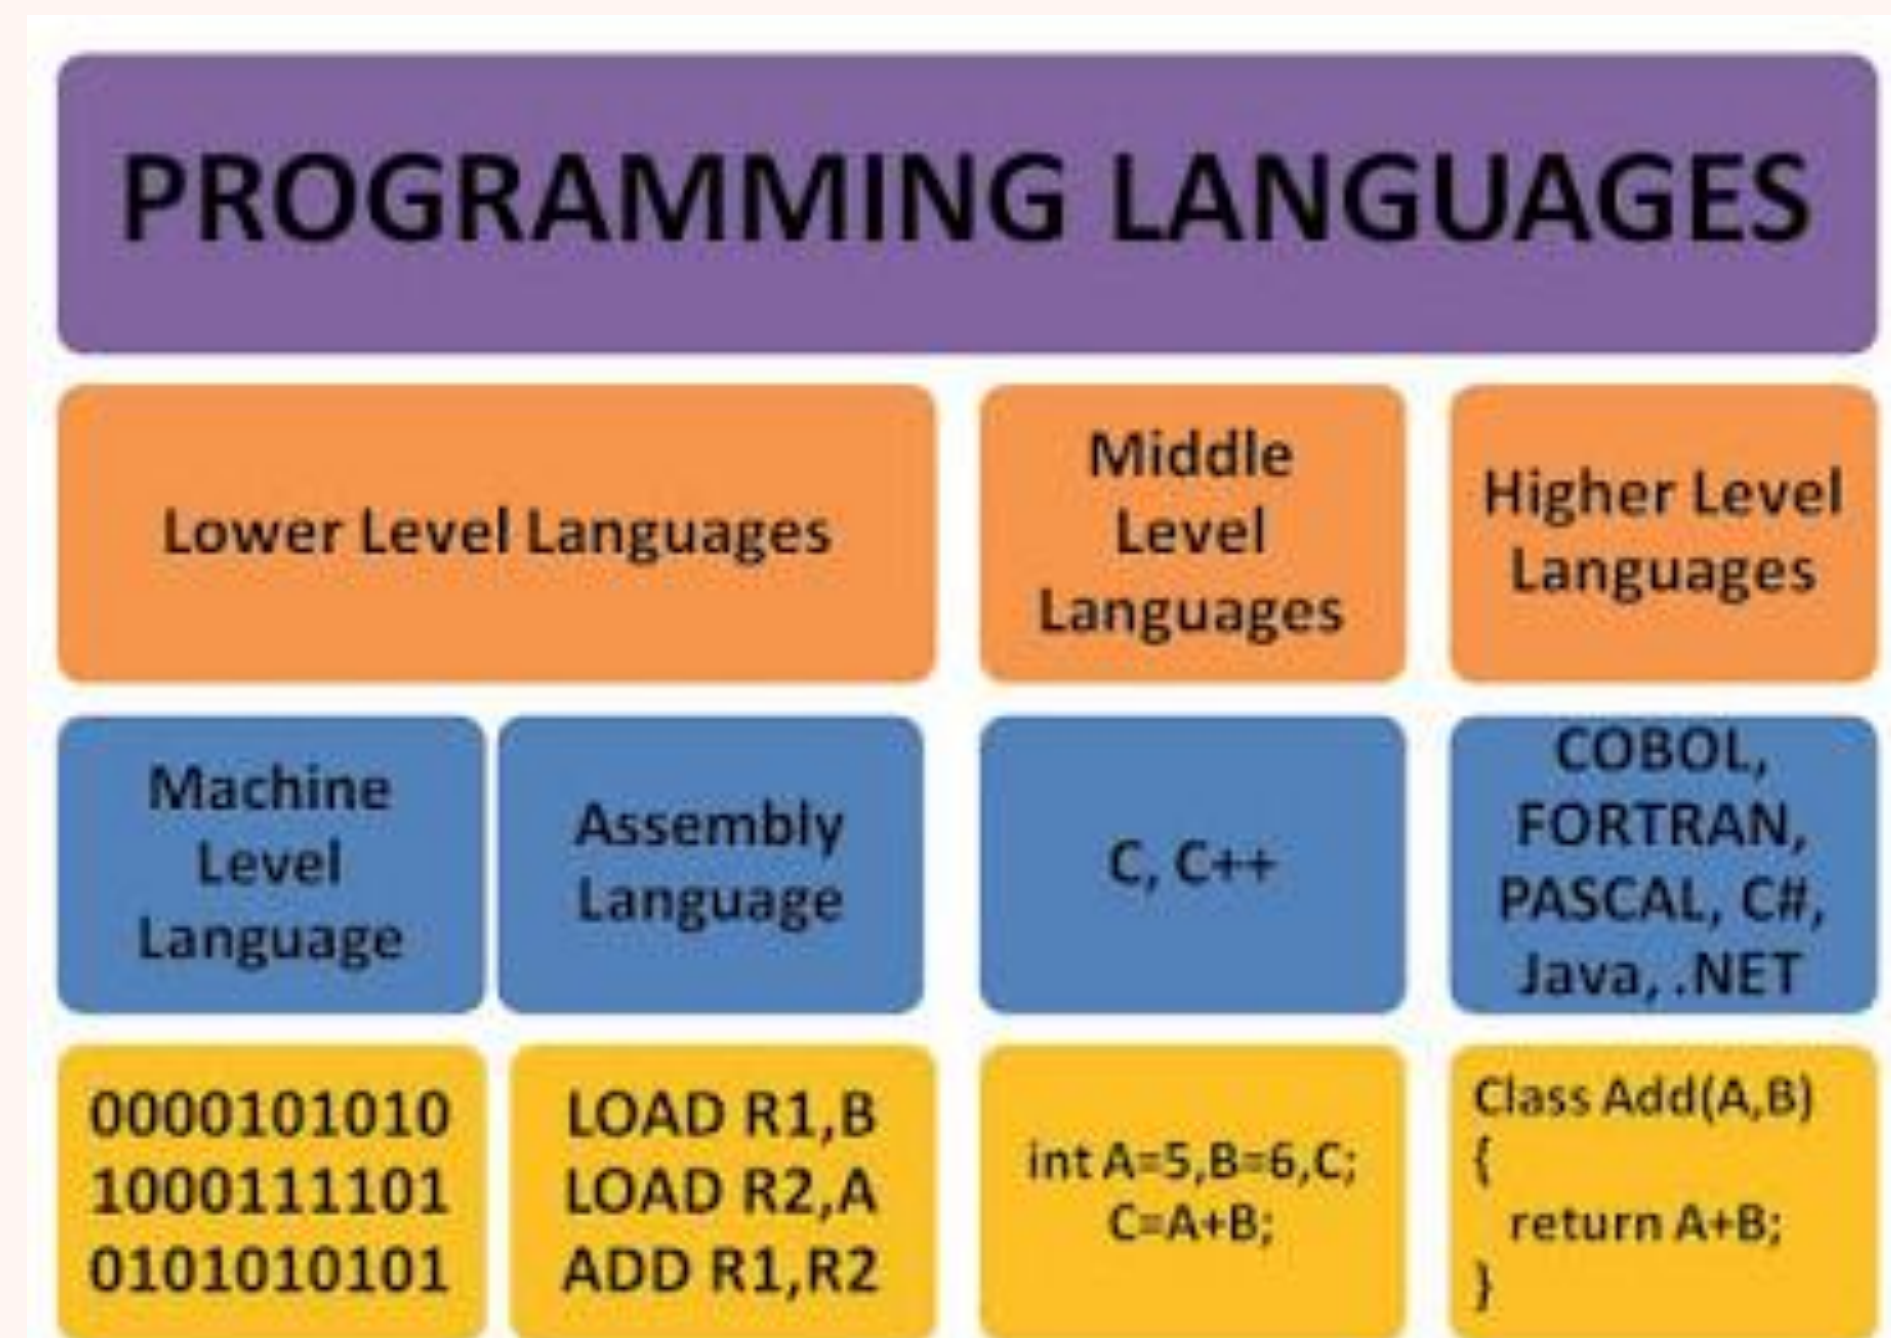 PROGRAMMING LANGUAGES
Lower Level Languages
Middle
Level
Languages
Higher Level
Languages
Machine
Level
Language
Assembly
Language
C, C++
COBOL,
FORTRAN,
PASCAL, C#,
Java, .NET
0000101010
1000111101
0101010101
LOAD R1,B
LOAD R2,A
ADD R1,R2
int A=5,B=6,C;
C=A+B;
Class Add(A,B)
{
return A+B;
}